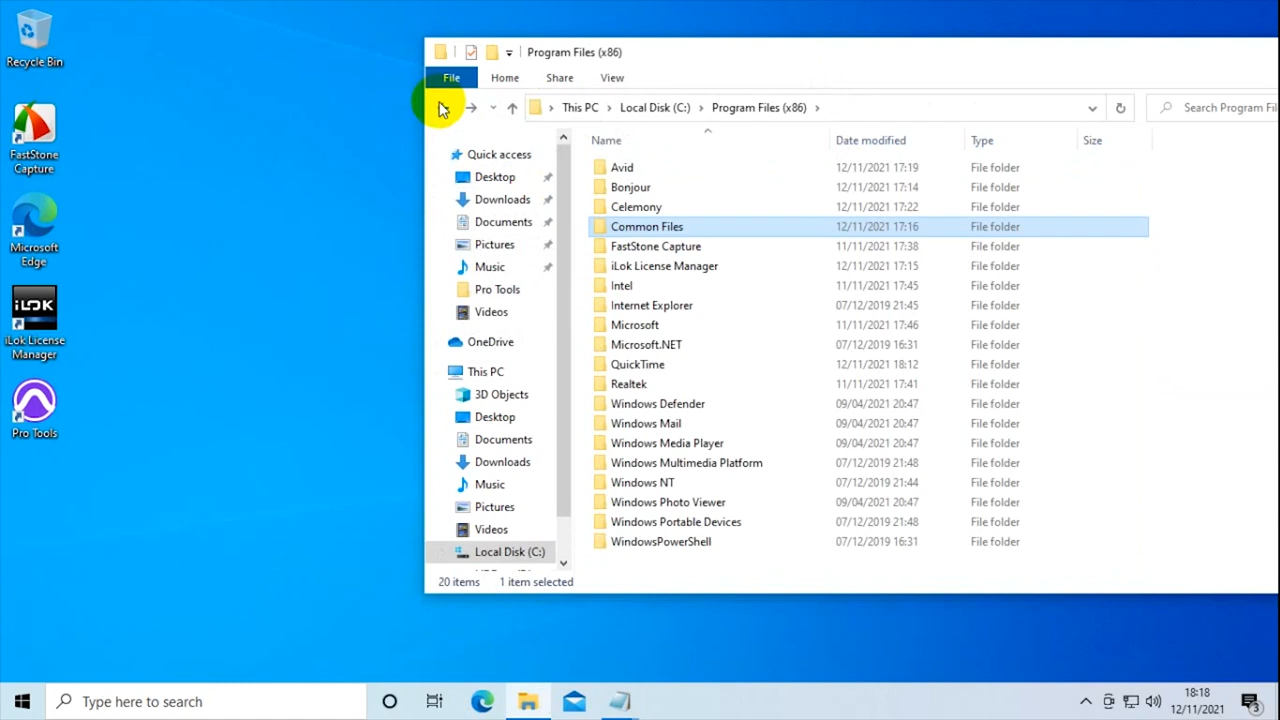 Recycle Bin
FastStone
Capture
Microsoft
Edge
iLOK
iLok License
Manager
Pro Tools
Program Files (x86)
File Home Share View
This PC > Local Disk (C:) > Program Files (x86) >
Search Program Fi
Quick access
Desktop
Downloads
Documents
Pictures
Music
Pro Tools
Videos
OneDrive
This PC
3D Objects
Desktop
Documents
Downloads
Music
Pictures
Videos
Local Disk (C:)
Name Date modified Type Size
Avid 12/11/2021 17:19 File folder
Bonjour 12/11/2021 17:14 File folder
Celemony 12/11/2021 17:22 File folder
Common Files 12/11/2021 17:16 File folder
FastStone Capture 11/11/2021 17:38 File folder
iLok License Manager 12/11/2021 17:15 File folder
Intel 11/11/2021 17:45 File folder
Internet Explorer 07/12/2019 21:45 File folder
Microsoft 11/11/2021 17:46 File folder
Microsoft.NET 07/12/2019 16:31 File folder
QuickTime 12/11/2021 18:12 File folder
Realtek 11/11/2021 17:41 File folder
Windows Defender 09/04/2021 20:47 File folder
Windows Mail 09/04/2021 20:47 File folder
Windows Media Player 09/04/2021 20:47 File folder
Windows Multimedia Platform 07/12/2019 21:48 File folder
Windows NT 07/12/2019 21:44 File folder
Windows Photo Viewer 09/04/2021 20:47 File folder
Windows Portable Devices 07/12/2019 21:48 File folder
WindowsPowerShell 07/12/2019 16:31 File folder
20 items 1 item selected
Type here to search
18:18
12/11/2021
3